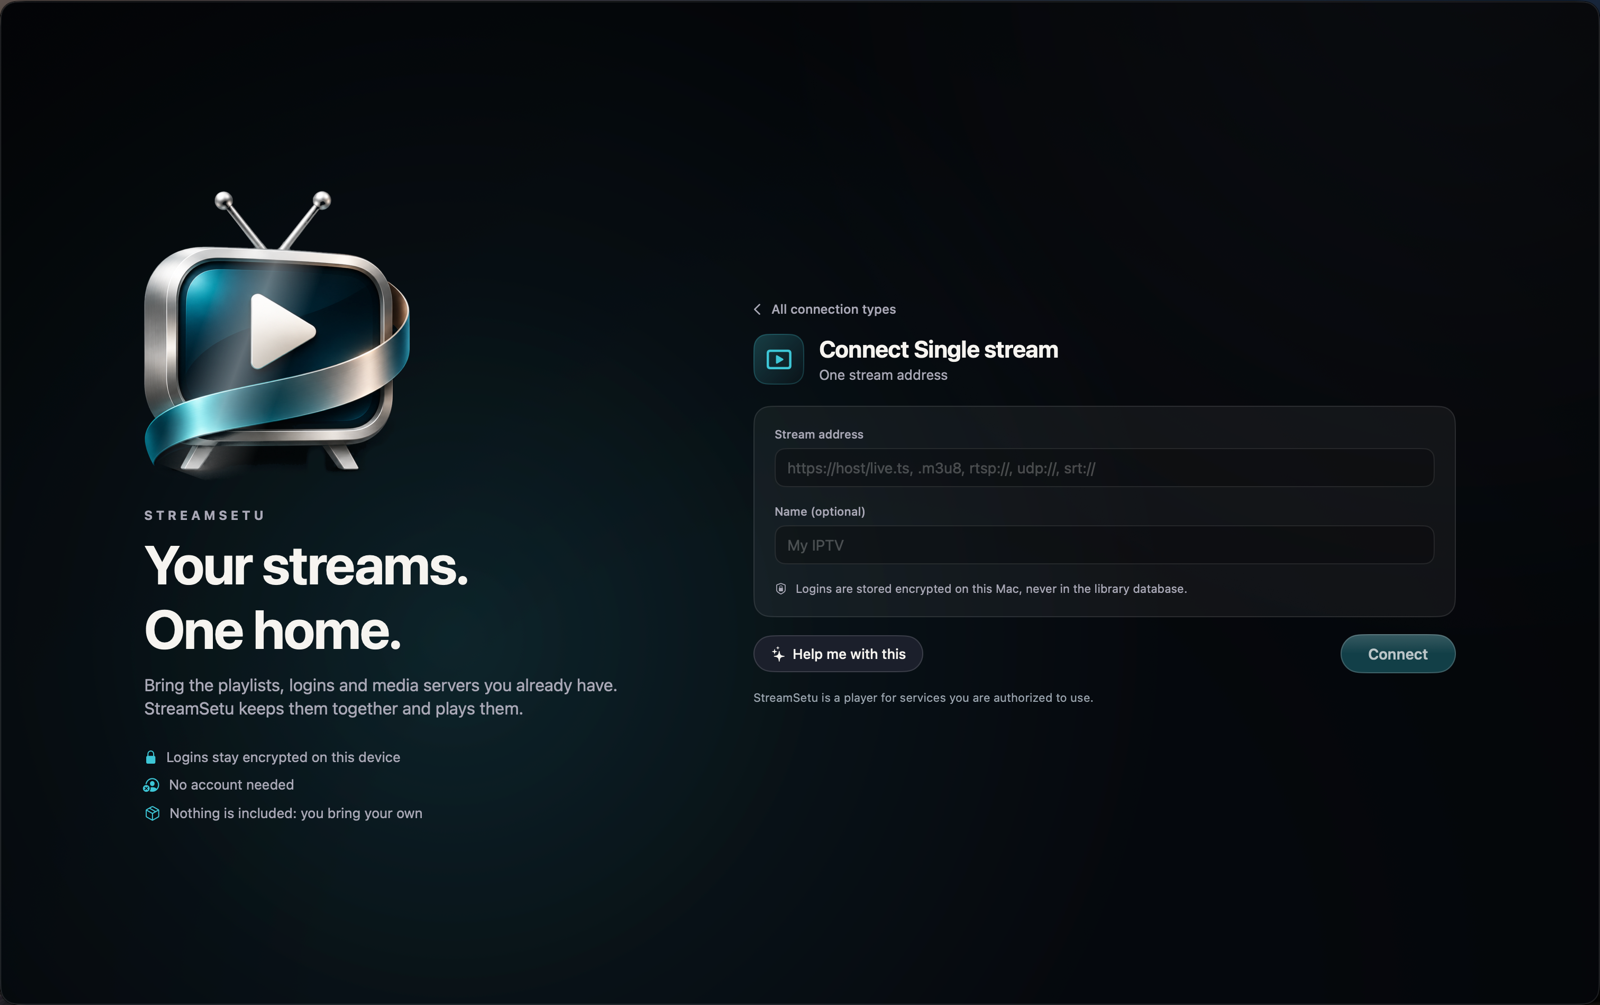 STREAMSETU
Your streams.
One home.
Bring the playlists, logins and media servers you already have.
StreamSetu keeps them together and plays them.
Logins stay encrypted on this device
No account needed
Nothing is included: you bring your own
All connection types
Connect Single stream
One stream address
Stream address
https://host/live.ts, .m3u8, rtsp://, udp://, srt://
Name (optional)
My IPTV
Logins are stored encrypted on this Mac, never in the library database.
Help me with this
Connect
StreamSetu is a player for services you are authorized to use.